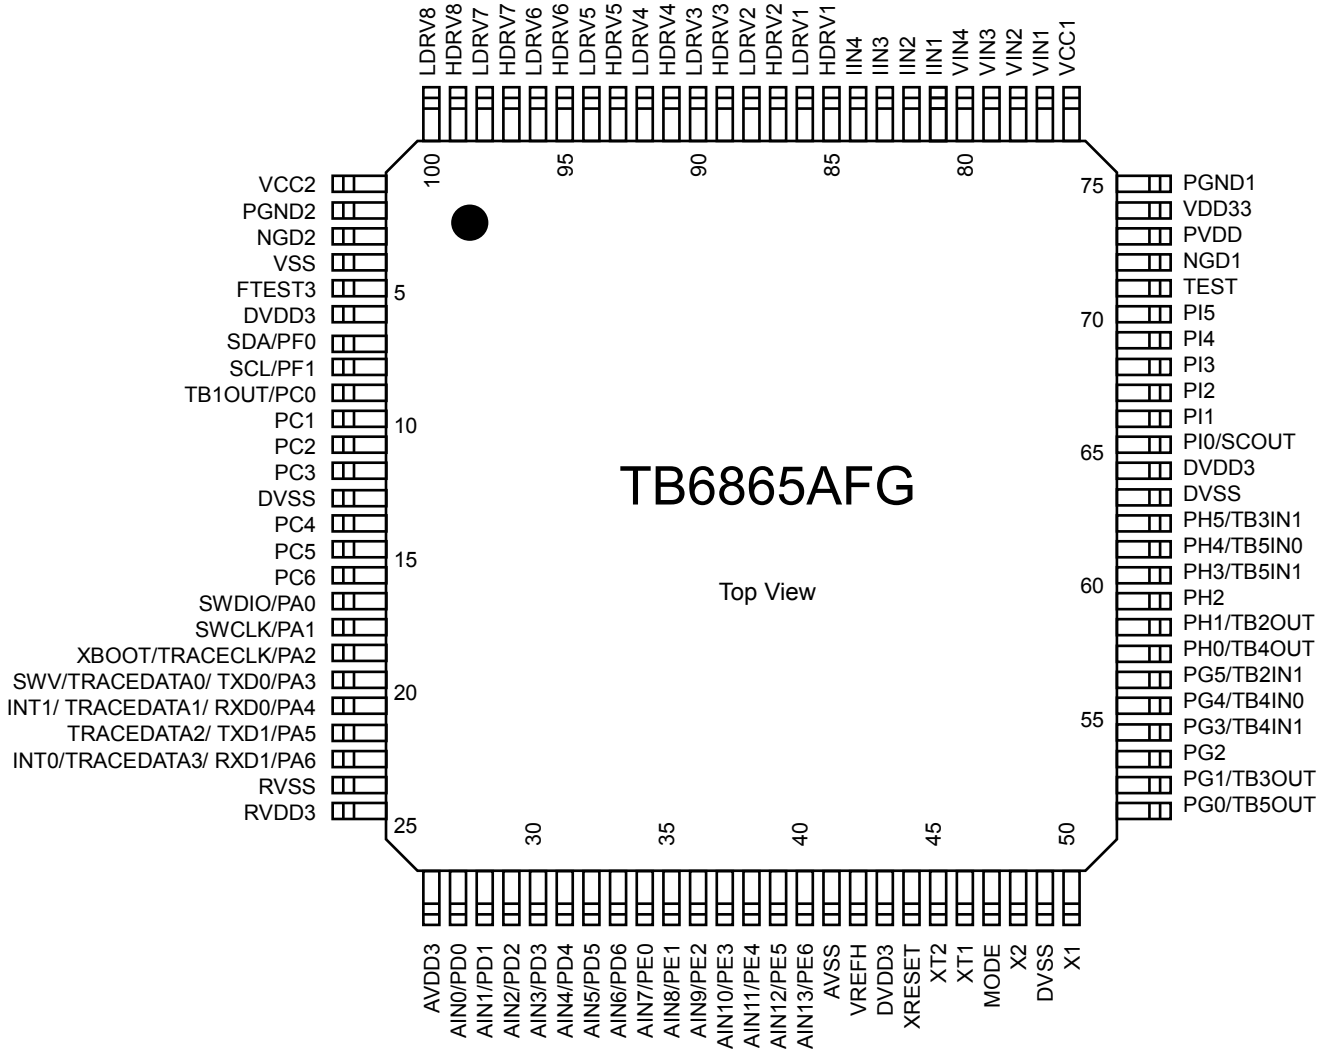 LDRV8
HDRV8
LDRV7
HDRV7
LDRV6
HDRV6
LDRV5
HDRV5
LDRV4
HDRV4
LDRV3
HDRV3
LDRV2
HDRV2
LDRV1
HDRV1
IIN4
IIN3
IIN2
IIN1
VIN4
VIN3
VIN2
VIN1
VCC1
100
95
90
85
80
VCC2
PGND2
NGD2
VSS
FTEST3
DVDD3
SDA/PF0
SCL/PF1
TB1OUT/PC0
PC1
PC2
PC3
DVSS
PC4
PC5
PC6
SWDIO/PA0
SWCLK/PA1
XBOOT/TRACECLK/PA2
SWV/TRACEDATA0/ TXD0/PA3
INT1/ TRACEDATA1/ RXD0/PA4
TRACEDATA2/ TXD1/PA5
INT0/TRACEDATA3/ RXD1/PA6
RVSS
RVDD3
5
10
15
20
25
TB6865AFG
Top View
75
70
65
60
55
PGND1
VDD33
PVDD
NGD1
TEST
PI5
PI4
PI3
PI2
PI1
PI0/SCOUT
DVDD3
DVSS
PH5/TB3IN1
PH4/TB5IN0
PH3/TB5IN1
PH2
PH1/TB2OUT
PH0/TB4OUT
PG5/TB2IN1
PG4/TB4IN0
PG3/TB4IN1
PG2
PG1/TB3OUT
PG0/TB5OUT
30
35
40
45
50
AVDD3
AIN0/PD0
AIN1/PD1
AIN2/PD2
AIN3/PD3
AIN4/PD4
AIN5/PD5
AIN6/PD6
AIN7/PE0
AIN8/PE1
AIN9/PE2
AIN10/PE3
AIN11/PE4
AIN12/PE5
AIN13/PE6
AVSS
VREFH
DVDD3
XRESET
XT2
XT1
MODE
X2
DVSS
X1